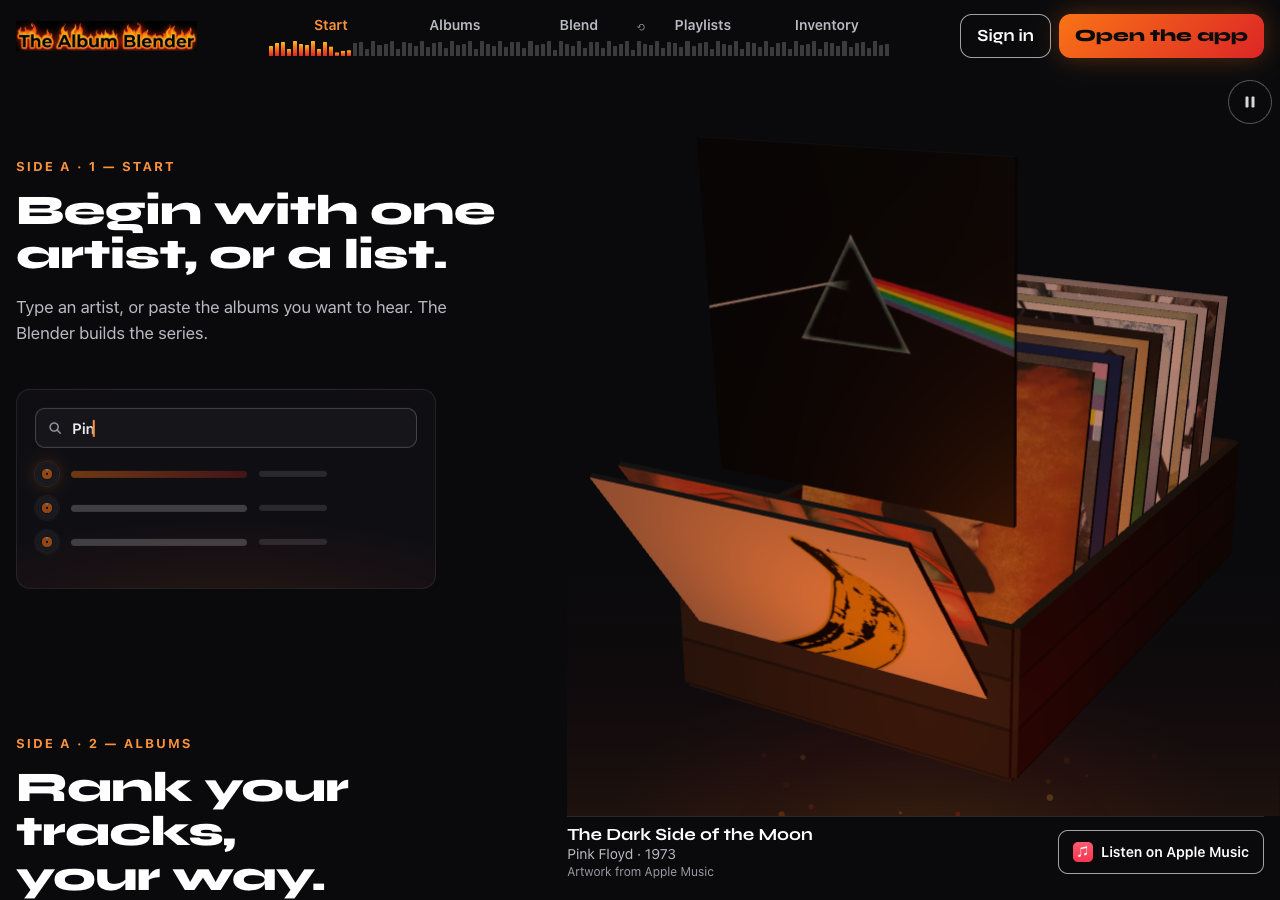 The Album Blender
Start
Albums
Blend
Playlists
Inventory
Sign in
Open the app
SIDE A · 1 — START
Begin with one
artist, or a list.
Type an artist, or paste the albums you want to hear. The
Blender builds the series.
Pin
SIDE A · 2 — ALBUMS
Rank your
tracks,
your way.
The Dark Side of the Moon
Pink Floyd · 1973
Artwork from Apple Music
Listen on Apple Music